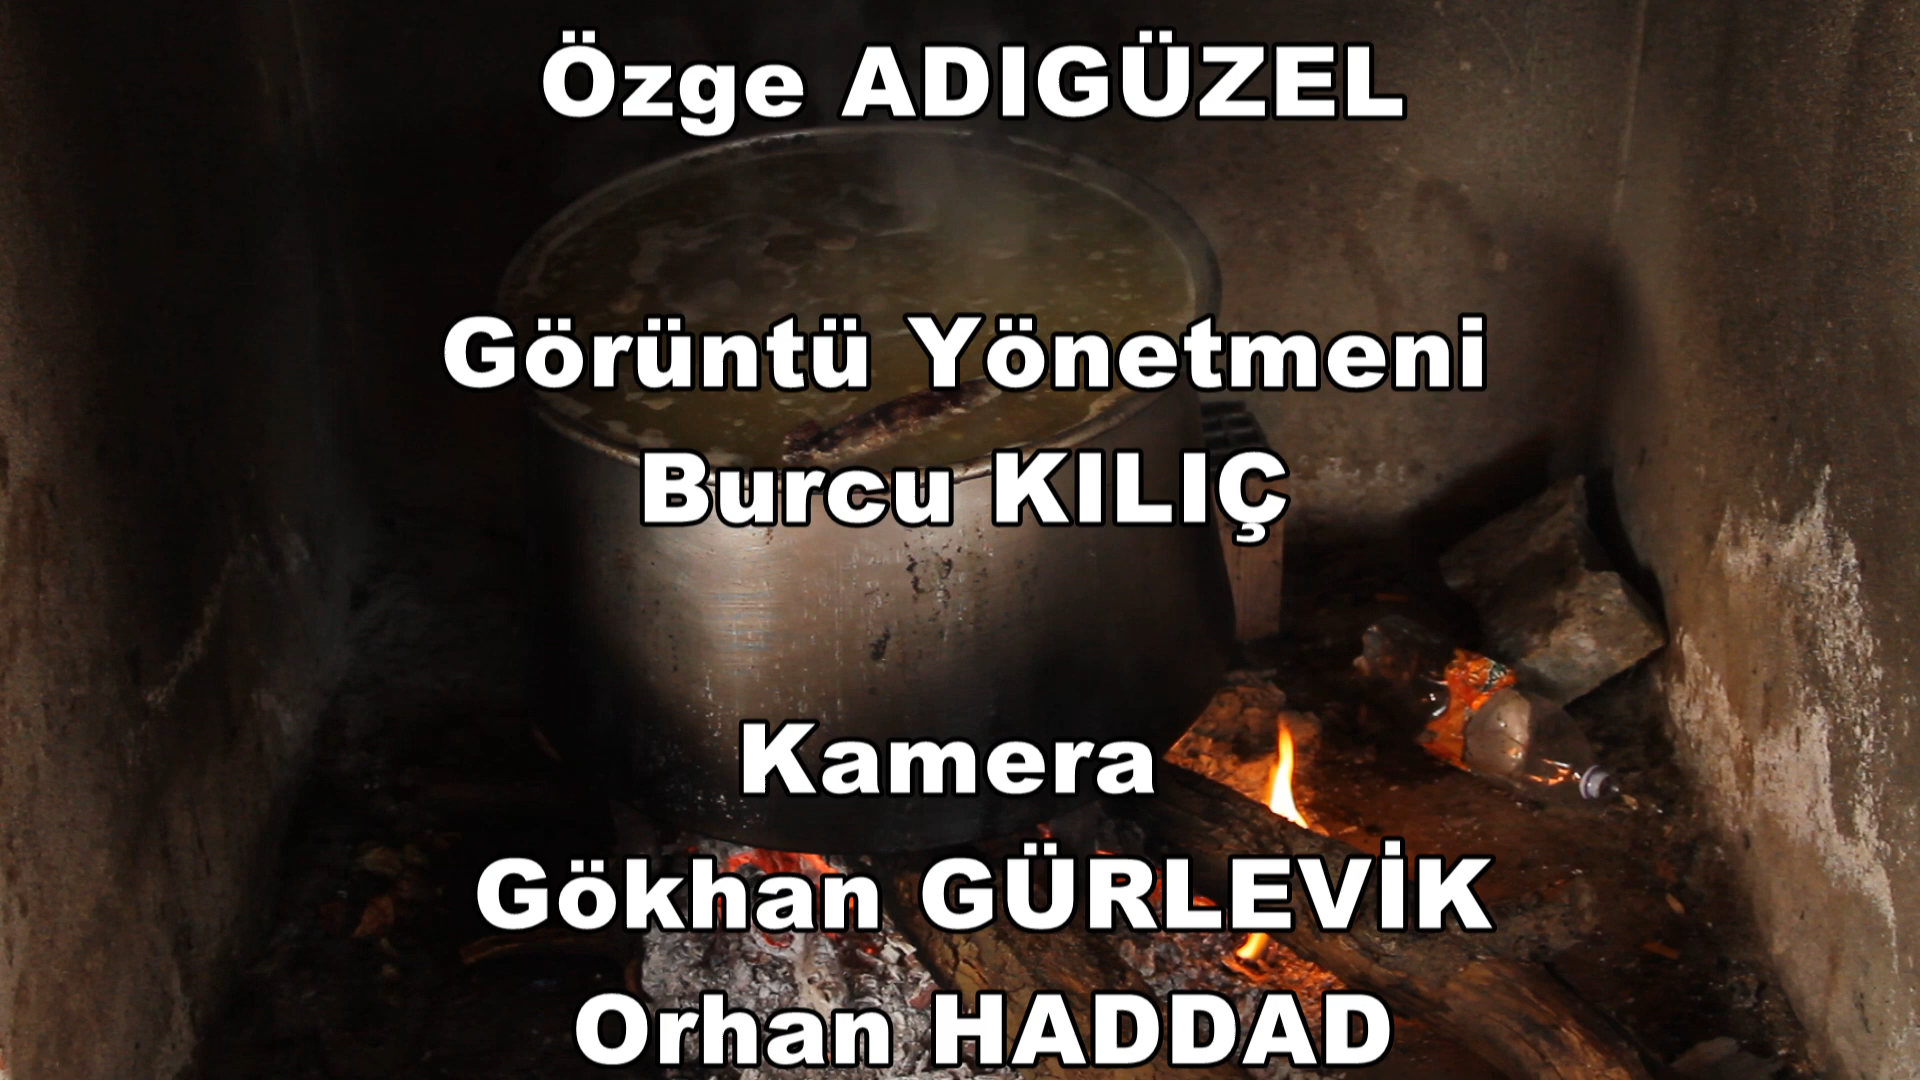 Özge ADIGÜZEL
Görüntü Yönetmeni
Burcu KILIÇ
Kamera
Gökhan GÜRLEVİK
Orhan HADDAD